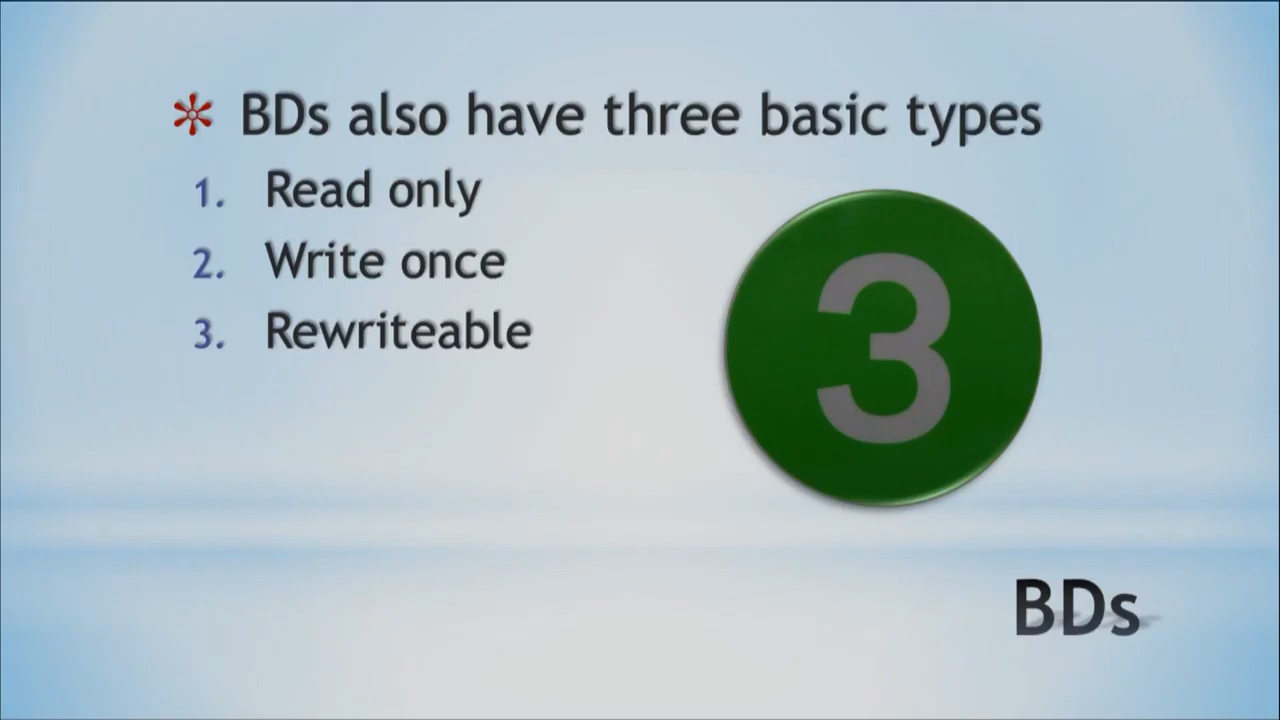 * BDs also have three basic types
1. Read only
2. Write once
3. Rewriteable
3
BDs